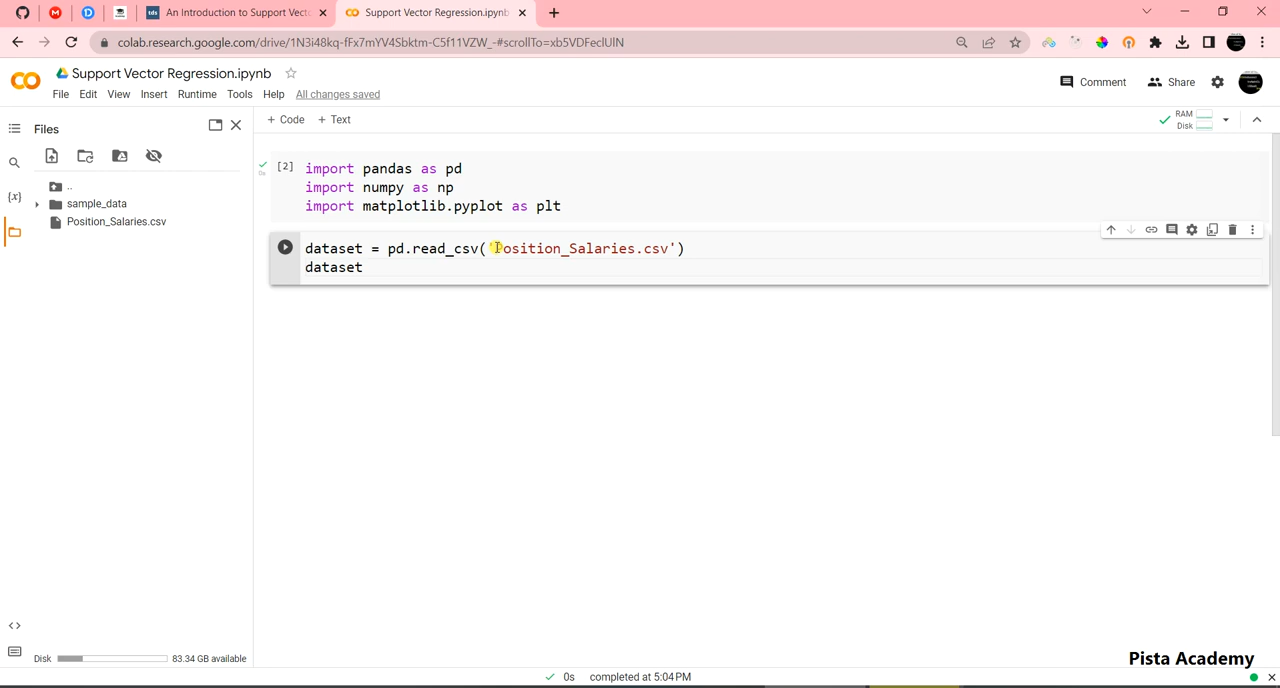 An Introduction to Support Vect
Support Vector Regression.ipynb
colab.research.google.com/drive/1N3i48kq-fFx7mYV4Sbktm-C5f11VZW_-#scrollTo=xb5VDFeclUlN
Support Vector Regression.ipynb
File Edit View Insert Runtime Tools Help All changes saved
Comment Share
Files
+ Code + Text
RAM
Disk
..
sample_data
Position_Salaries.csv
[2] import pandas as pd
import numpy as np
import matplotlib.pyplot as plt
dataset = pd.read_csv('Position_Salaries.csv')
dataset
Disk 83.34 GB available
Pista Academy
0s completed at 5:04 PM